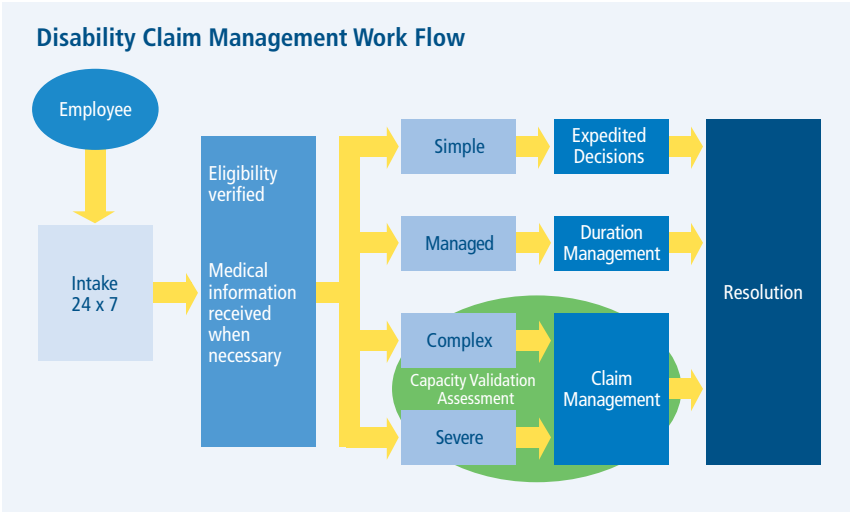 Disability Claim Management Work Flow
Employee
Intake
24 x 7
Eligibility
verified
Medical
information
received
when
necessary
Simple
Expedited
Decisions
Managed
Duration
Management
Complex
Capacity Validation
Assessment
Severe
Claim
Management
Resolution